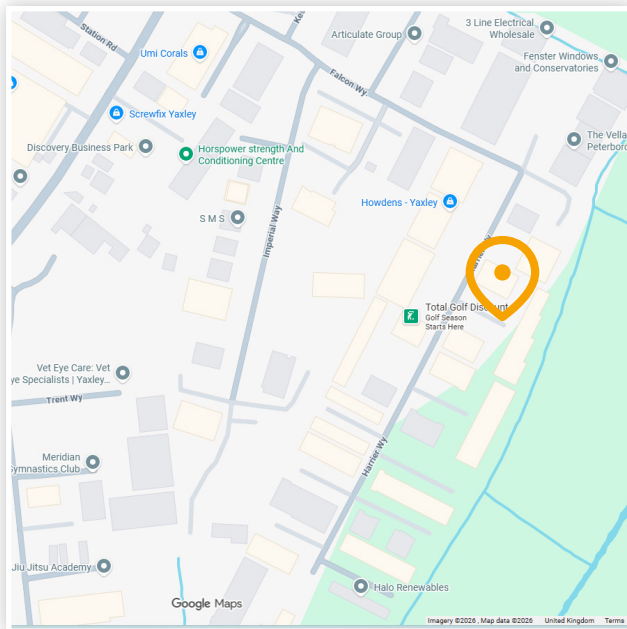 Station Rd
Umi Corals
Articulate Group
3 Line Electrical
Wholesale
Fenster Windows
and Conservatories
Falcon Wy.
Screwfix Yaxley
Discovery Business Park
Horspower strength And
Conditioning Centre
The Vella
Peterboro
Howdens - Yaxley
S M S
Imperial Way
Total Golf Discount
Golf Season
Starts Here
Vet Eye Care: Vet
ye Specialists | Yaxley...
Trent Wy
Harrier Wy
Meridian
Gymnastics Club
Jiu Jitsu Academy
Halo Renewables
Google Maps
Imagery ©2026 , Map data ©2026 United Kingdom Terms